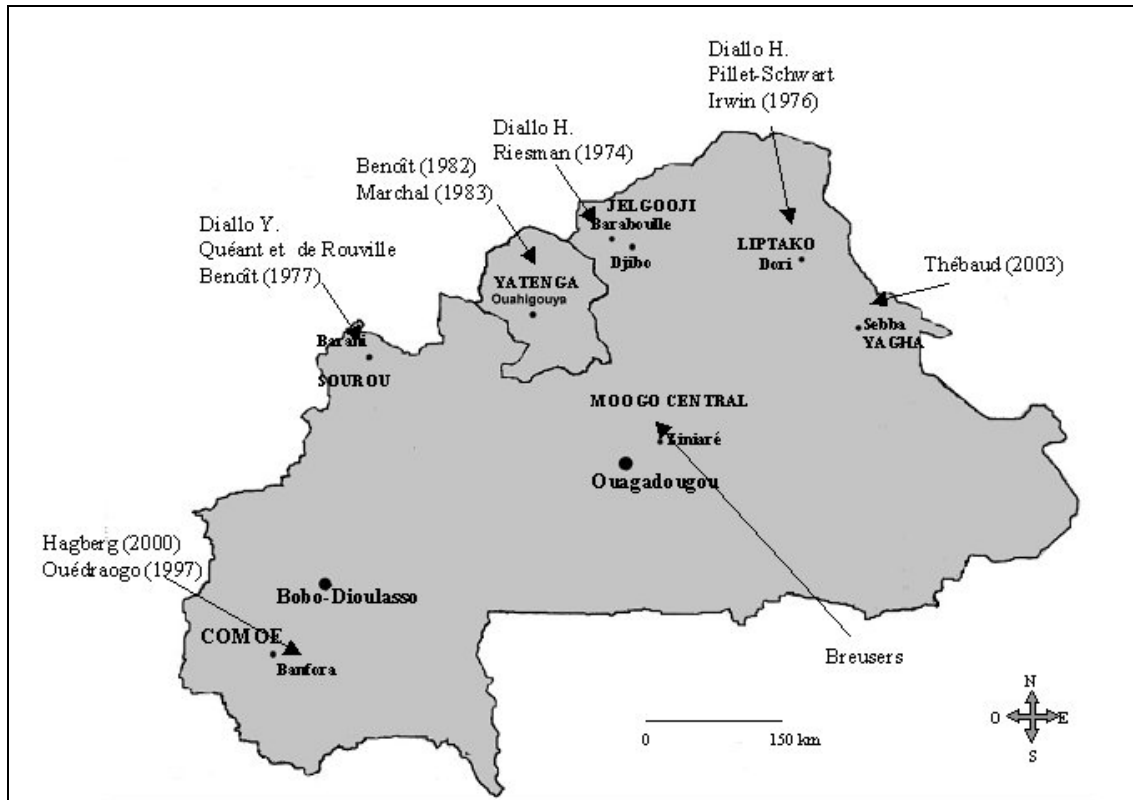 Diallo H.
Pillet-Schwart
Irwin (1976)
Diallo H.
Riesman (1974)
Benoît (1982)
Marchal (1983)
Diallo Y.
Quéant et de Rouville
Benoît (1977)
JELGOOJI
Baraboulle
Djibo
LIPTAKO
Dori
Thébaud (2003)
YATENGA
Ouahigouya
Sebba
YAGHA
Barani
SOUROU
MOOGO CENTRAL
Ziniaré
Ouagadougou
Hagberg (2000)
Ouédraogo (1997)
Bobo-Dioulasso
COMOE
Banfora
Breusers
N
O E
S
0 150 km